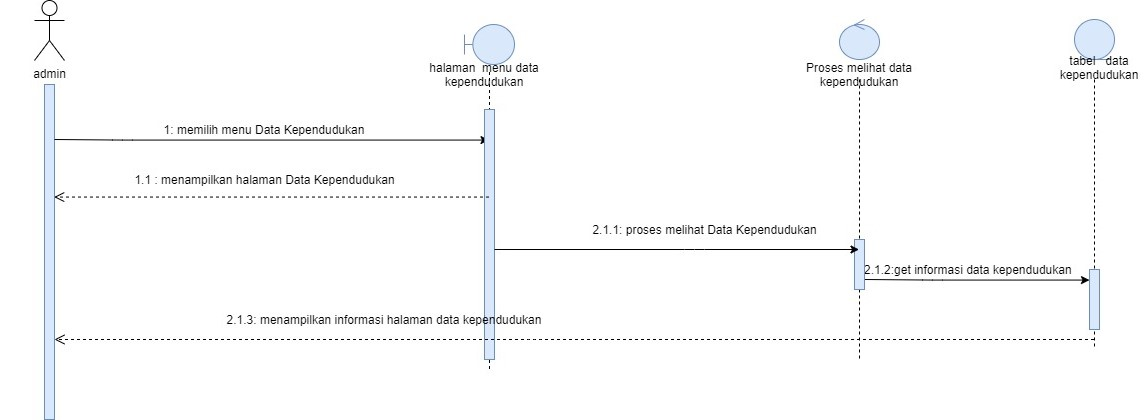 admin
halaman menu data
kependudukan
Proses melihat data
kependudukan
tabel data
kependudukan
1: memilih menu Data Kependudukan
1.1 : menampilkan halaman Data Kependudukan
2.1.1: proses melihat Data Kependudukan
2.1.2:get informasi data kependudukan
2.1.3: menampilkan informasi halaman data kependudukan